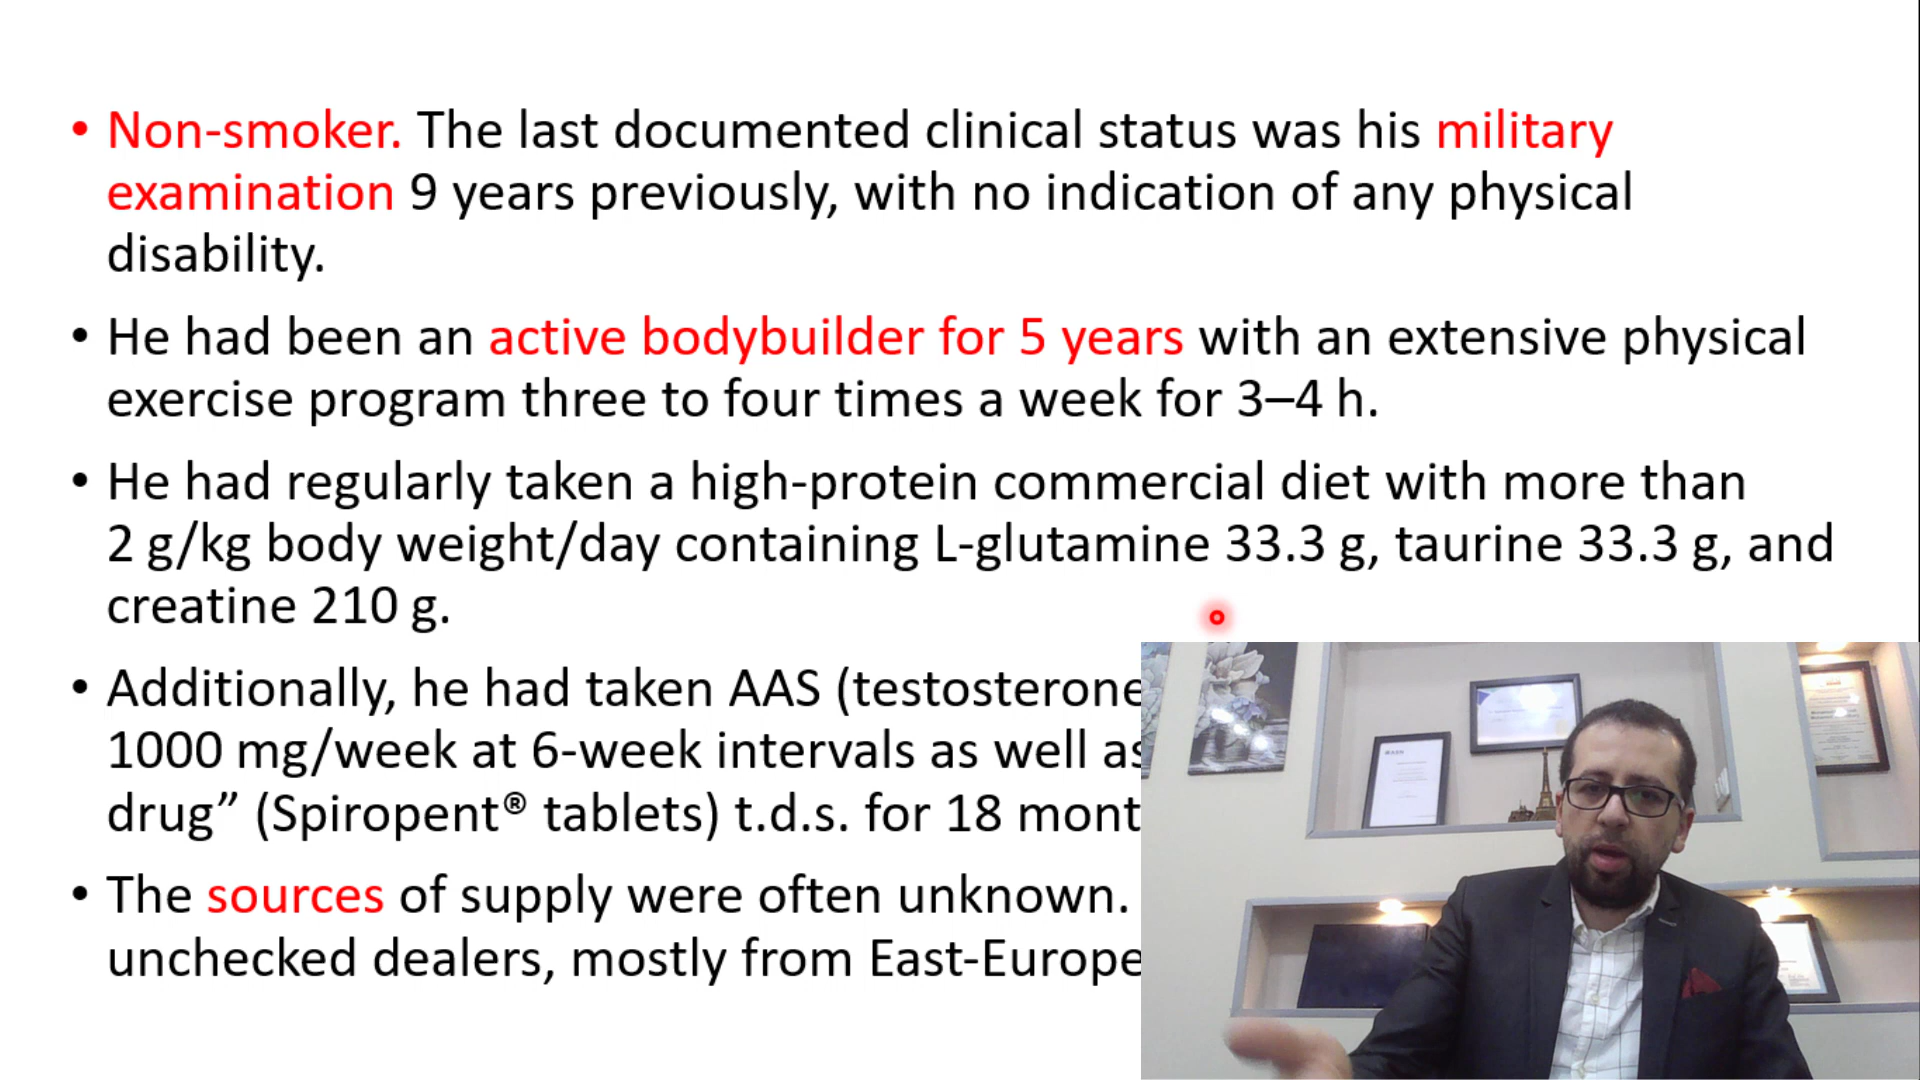 • Non-smoker. The last documented clinical status was his military
examination 9 years previously, with no indication of any physical
disability.
• He had been an active bodybuilder for 5 years with an extensive physical
exercise program three to four times a week for 3–4 h.
• He had regularly taken a high-protein commercial diet with more than
2 g/kg body weight/day containing L-glutamine 33.3 g, taurine 33.3 g, and
creatine 210 g.
• Additionally, he had taken AAS (testosterone
1000 mg/week at 6-week intervals as well as
drug” (Spiropent® tablets) t.d.s. for 18 mont
• The sources of supply were often unknown.
unchecked dealers, mostly from East-Europe